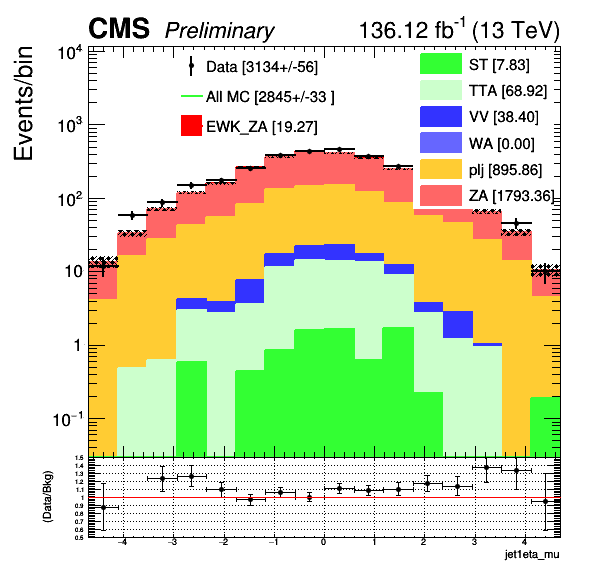 CMS Preliminary 136.12 fb⁻¹ (13 TeV)
Events/bin
10⁴
10³
10²
10
1
10⁻¹
Data [3134+/-56]
All MC [2845+/-33 ]
EWK_ZA [19.27]
ST [7.83]
TTA [68.92]
VV [38.40]
WA [0.00]
plj [895.86]
ZA [1793.36]
(Data/Bkg)
1.5
1.4
1.3
1.2
1.1
1
0.9
0.8
0.7
0.6
0.5
−4 −3 −2 −1 0 1 2 3 4
jet1eta_mu